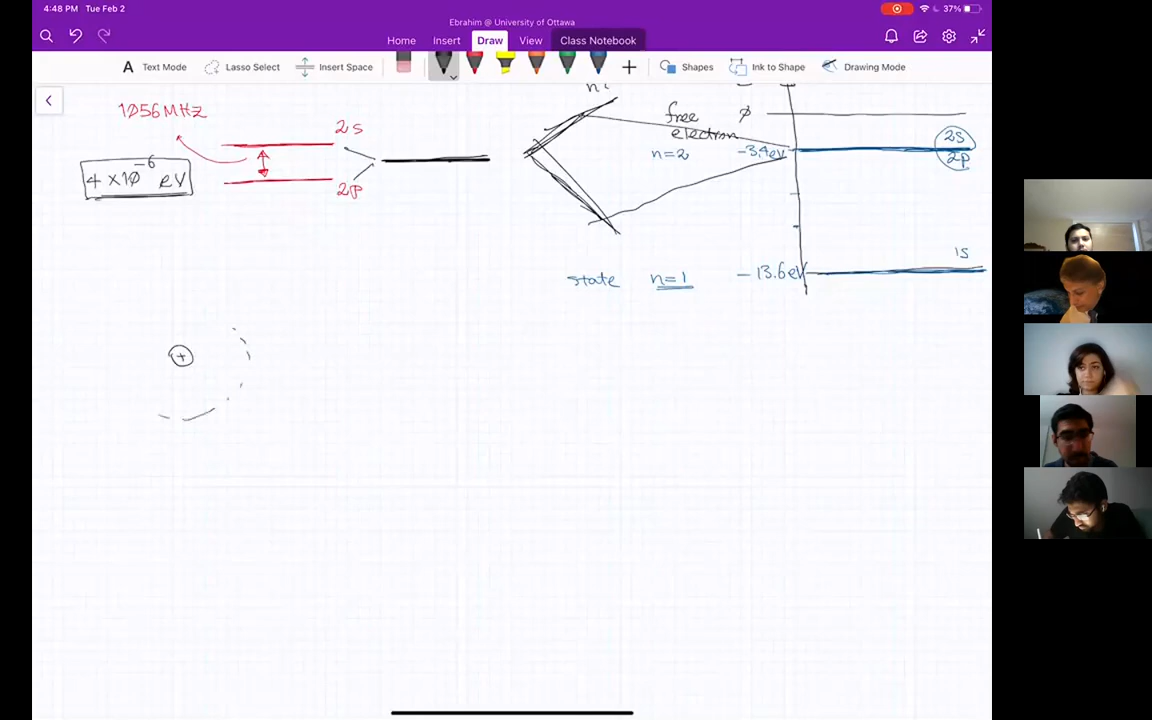 4:48 PM Tue Feb 2
37%
Ebrahim @ University of Ottawa
Home Insert Draw View Class Notebook
Text Mode Lasso Select Insert Space Shapes Ink to Shape Drawing Mode
1056 MHz
2s
2p
4 × 10⁻⁶ eV
free
electron
n=2 -3.4eV
2s
2p
1s
state n=1 -13.6eV
+